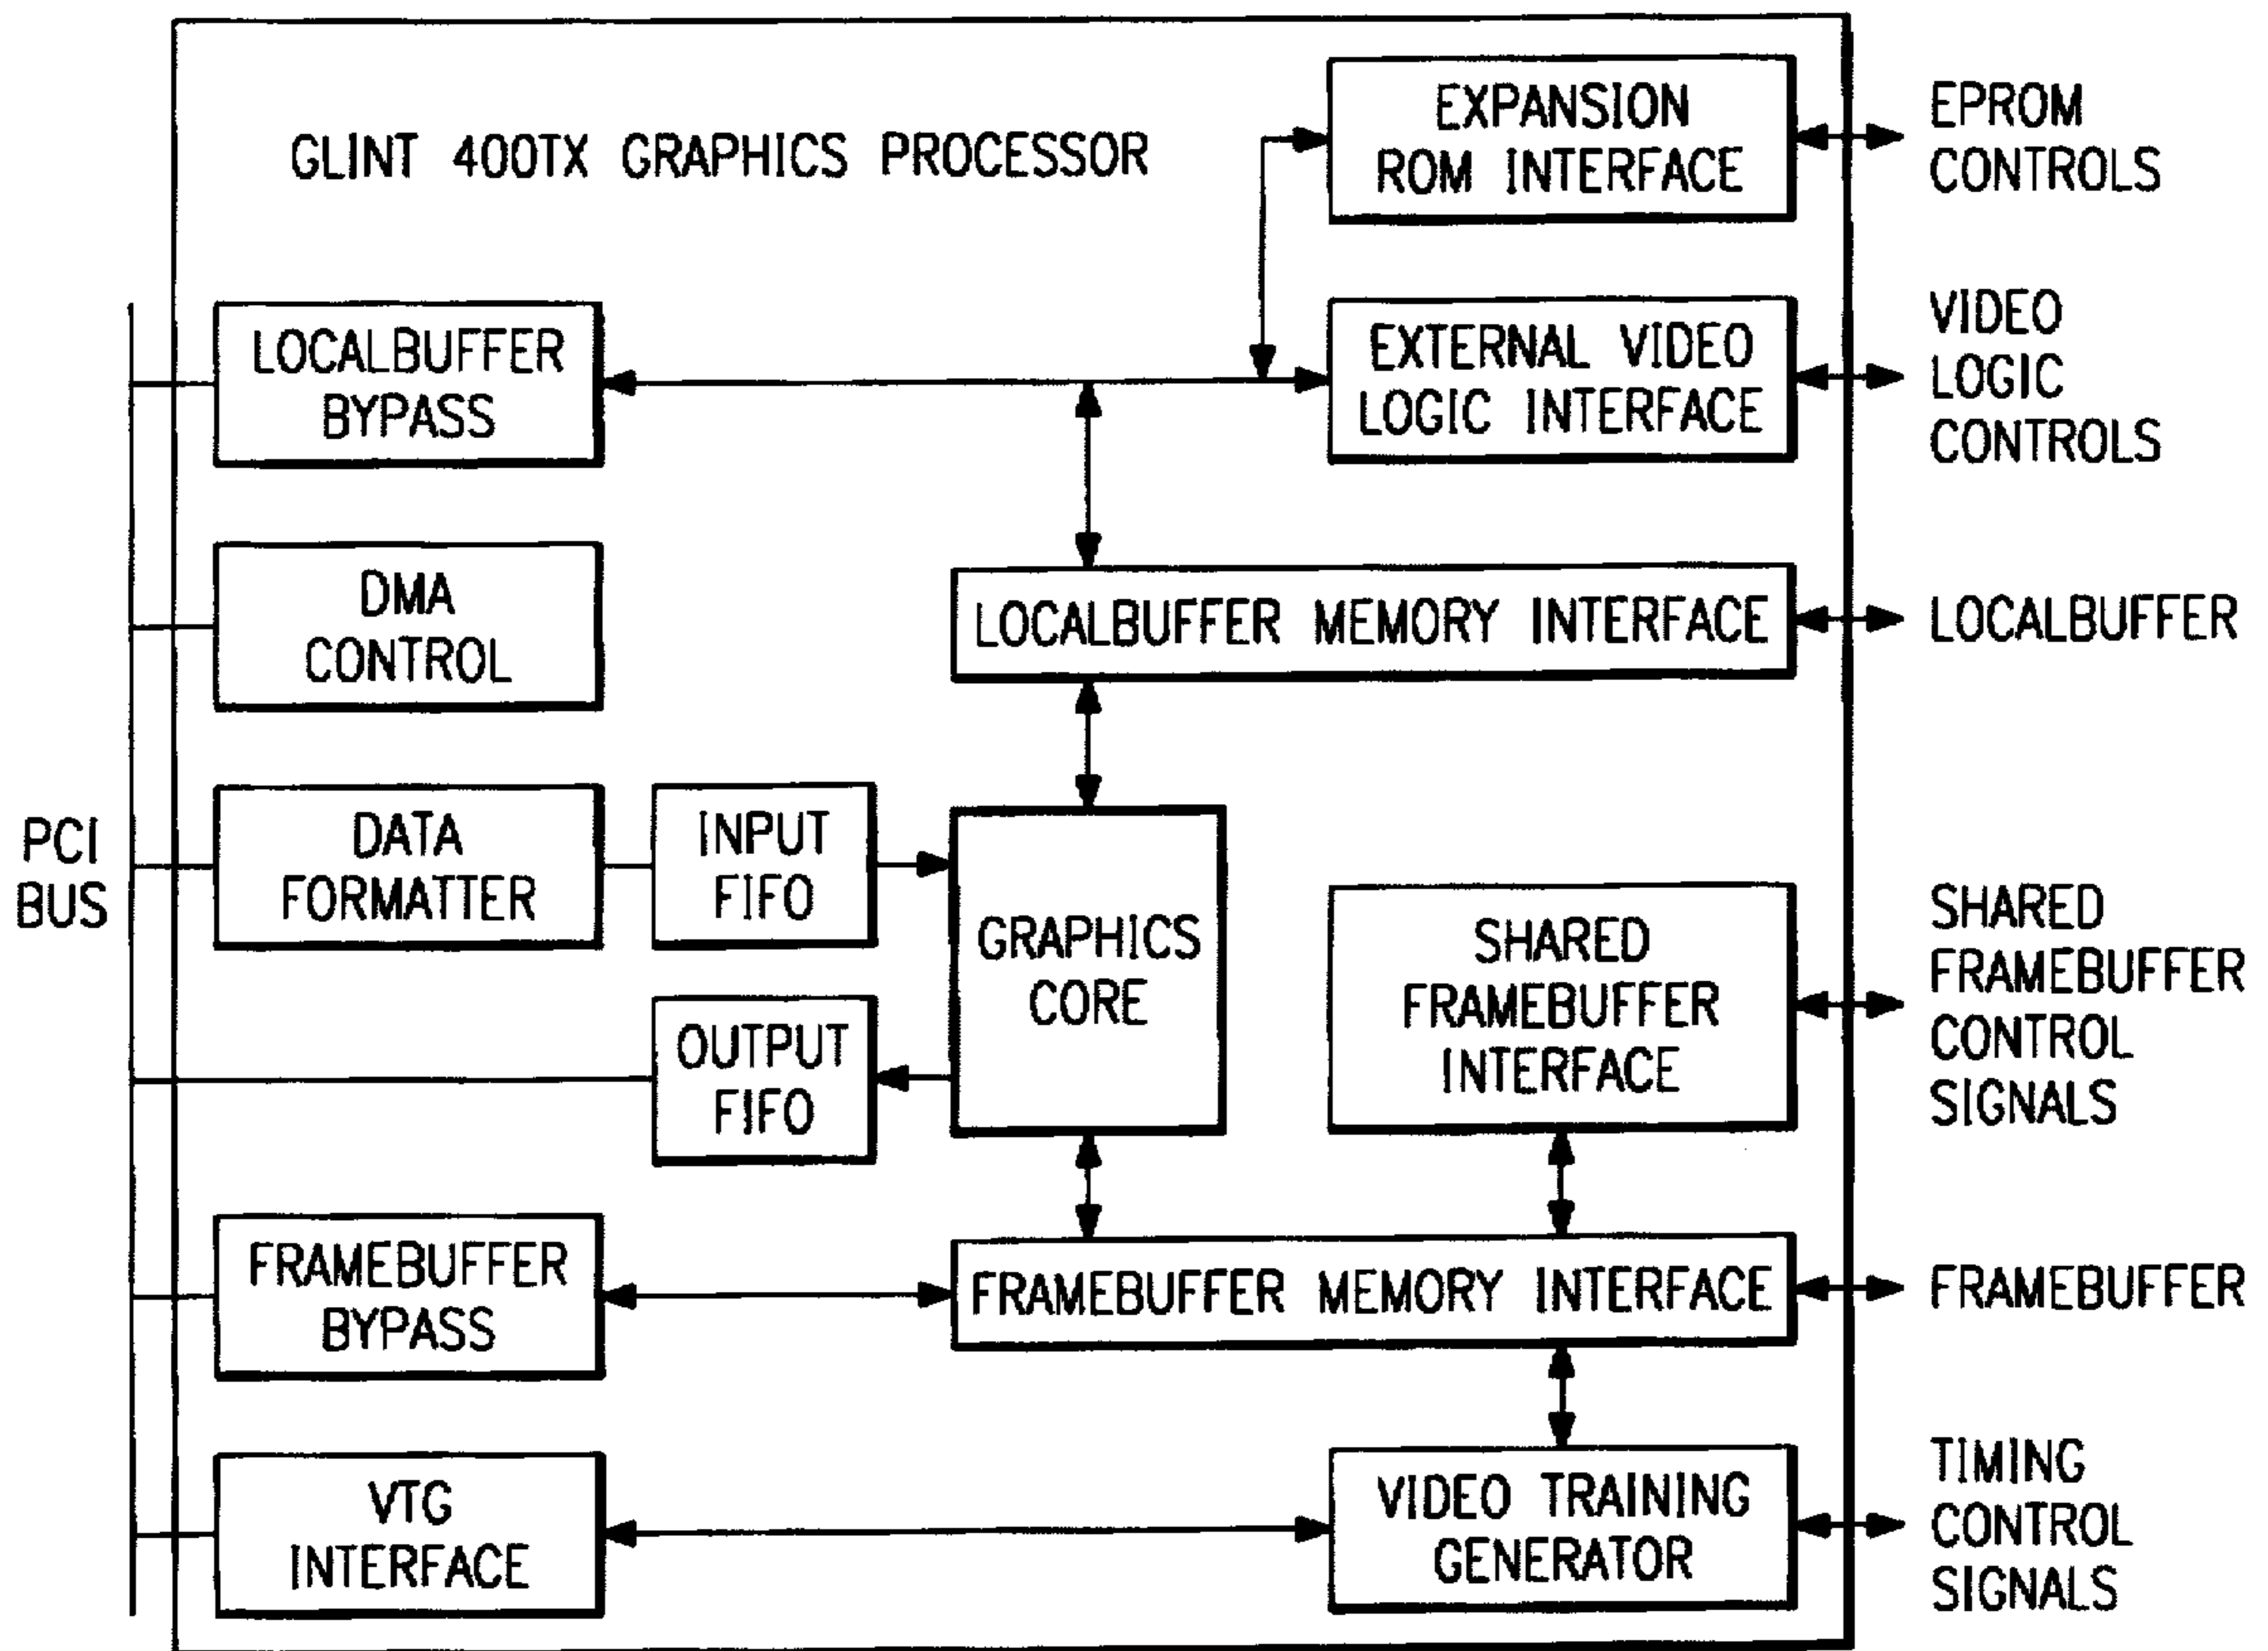 GLINT 400TX GRAPHICS PROCESSOR
EXPANSION
ROM INTERFACE
EPROM
CONTROLS
LOCALBUFFER
BYPASS
EXTERNAL VIDEO
LOGIC INTERFACE
VIDEO
LOGIC
CONTROLS
DMA
CONTROL
LOCALBUFFER MEMORY INTERFACE
LOCALBUFFER
PCI
BUS
DATA
FORMATTER
INPUT
FIFO
GRAPHICS
CORE
OUTPUT
FIFO
SHARED
FRAMEBUFFER
INTERFACE
SHARED
FRAMEBUFFER
CONTROL
SIGNALS
FRAMEBUFFER
BYPASS
FRAMEBUFFER MEMORY INTERFACE
FRAMEBUFFER
VTG
INTERFACE
VIDEO TRAINING
GENERATOR
TIMING
CONTROL
SIGNALS